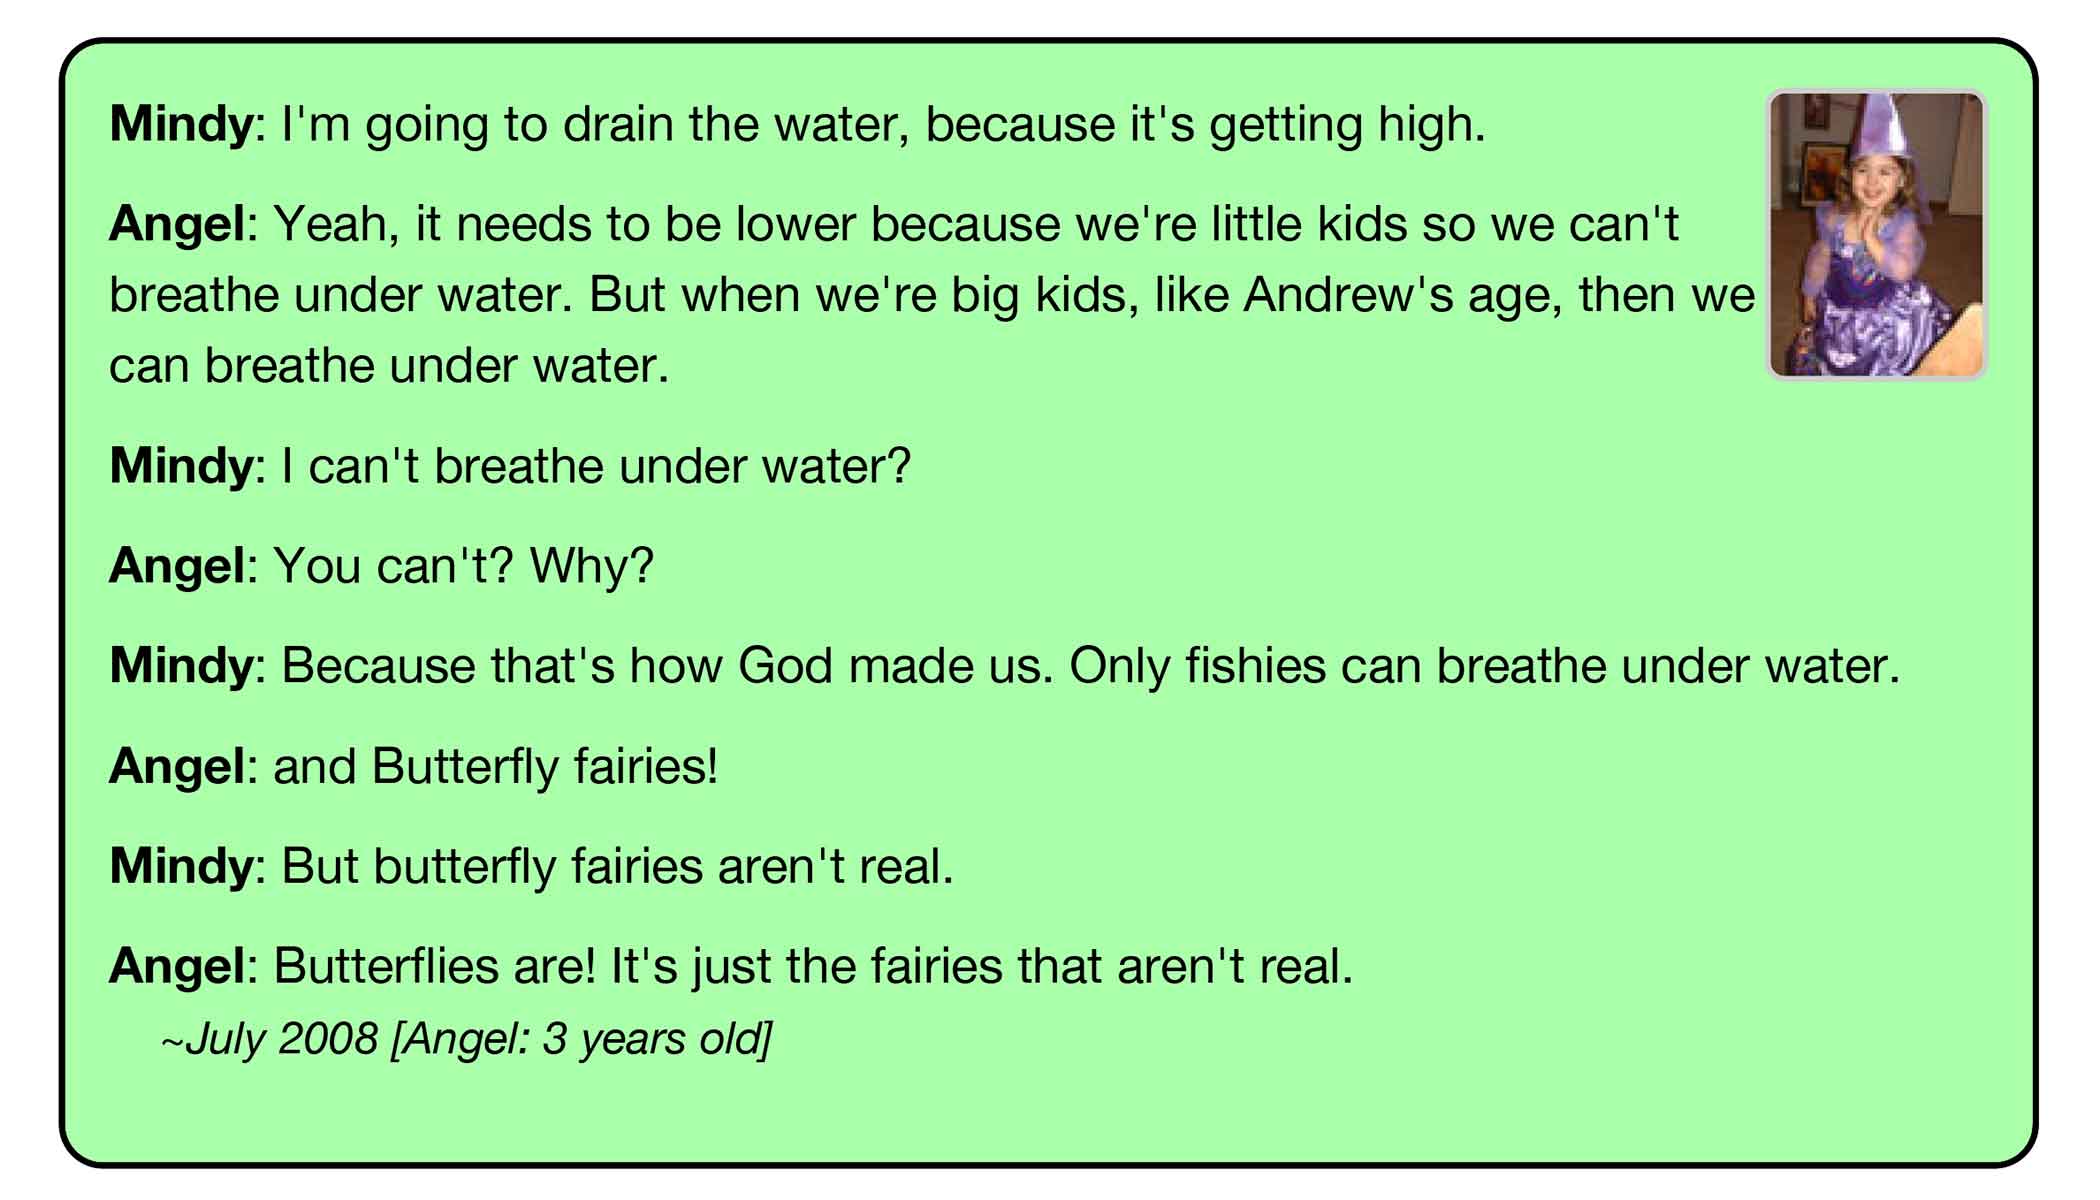 Mindy: I'm going to drain the water, because it's getting high.
Angel: Yeah, it needs to be lower because we're little kids so we can't
breathe under water. But when we're big kids, like Andrew's age, then we
can breathe under water.
Mindy: I can't breathe under water?
Angel: You can't? Why?
Mindy: Because that's how God made us. Only fishies can breathe under water.
Angel: and Butterfly fairies!
Mindy: But butterfly fairies aren't real.
Angel: Butterflies are! It's just the fairies that aren't real.
~July 2008 [Angel: 3 years old]